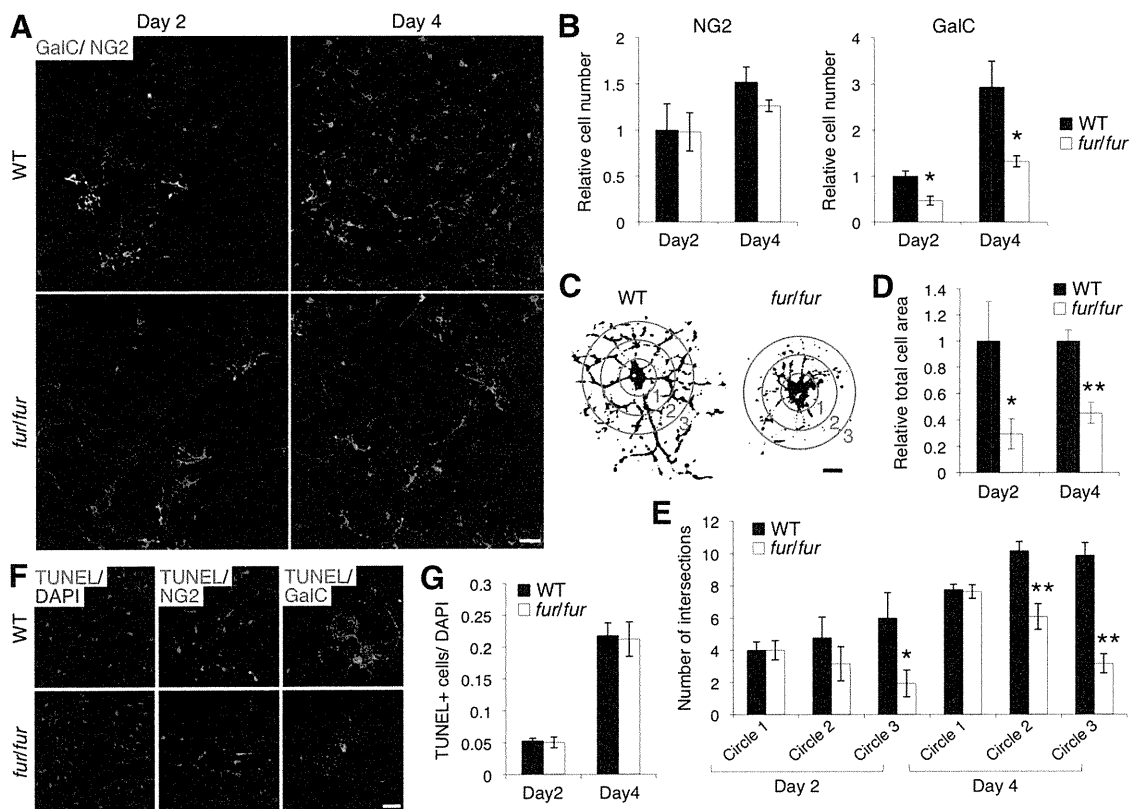 A
Day 2
Day 4
GalC/ NG2
WT
fur/fur
B
NG2
Relative cell number
2
1.5
1
0.5
0
Day2
Day4
GalC
Relative cell number
4
3
2
1
0
*
*
Day2
Day4
WT
fur/fur
C
WT
fur/fur
1
2
3
1
2
3
D
WT
fur/fur
Relative total cell area
1.4
1.2
1
0.8
0.6
0.4
0.2
0
*
**
Day2
Day4
E
WT
fur/fur
Number of intersections
12
10
8
6
4
2
0
*
**
**
Circle 1
Circle 2
Circle 3
Circle 1
Circle 2
Circle 3
Day 2
Day 4
F
TUNEL/
DAPI
TUNEL/
NG2
TUNEL/
GalC
WT
fur/fur
G
WT
fur/fur
TUNEL+ cells/ DAPI
0.3
0.25
0.2
0.15
0.1
0.05
0
Day2
Day4